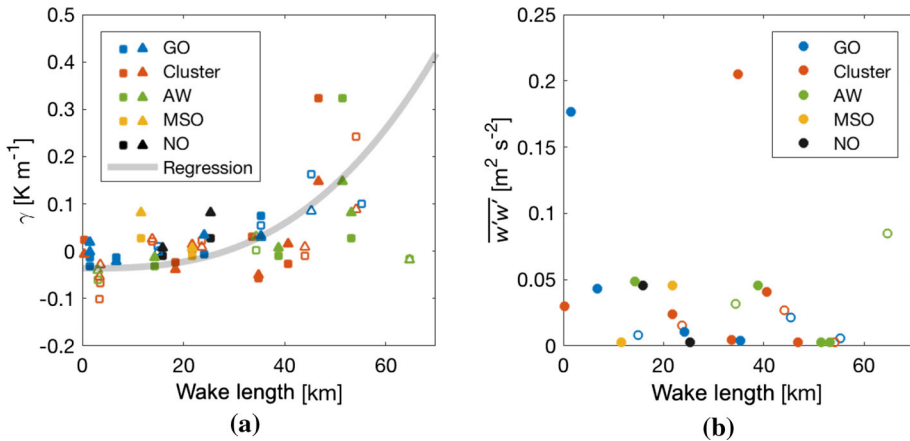 (a)
0.5
0.4
0.3
0.2
0.1
0
-0.1
-0.2
γ [K m⁻¹]
GO
Cluster
AW
MSO
NO
Regression
0 20 40 60
Wake length [km]
(a)
(b)
0.25
0.2
0.15
0.1
0.05
0
w'w' [m² s⁻²]
GO
Cluster
AW
MSO
NO
0 20 40 60
Wake length [km]
(b)